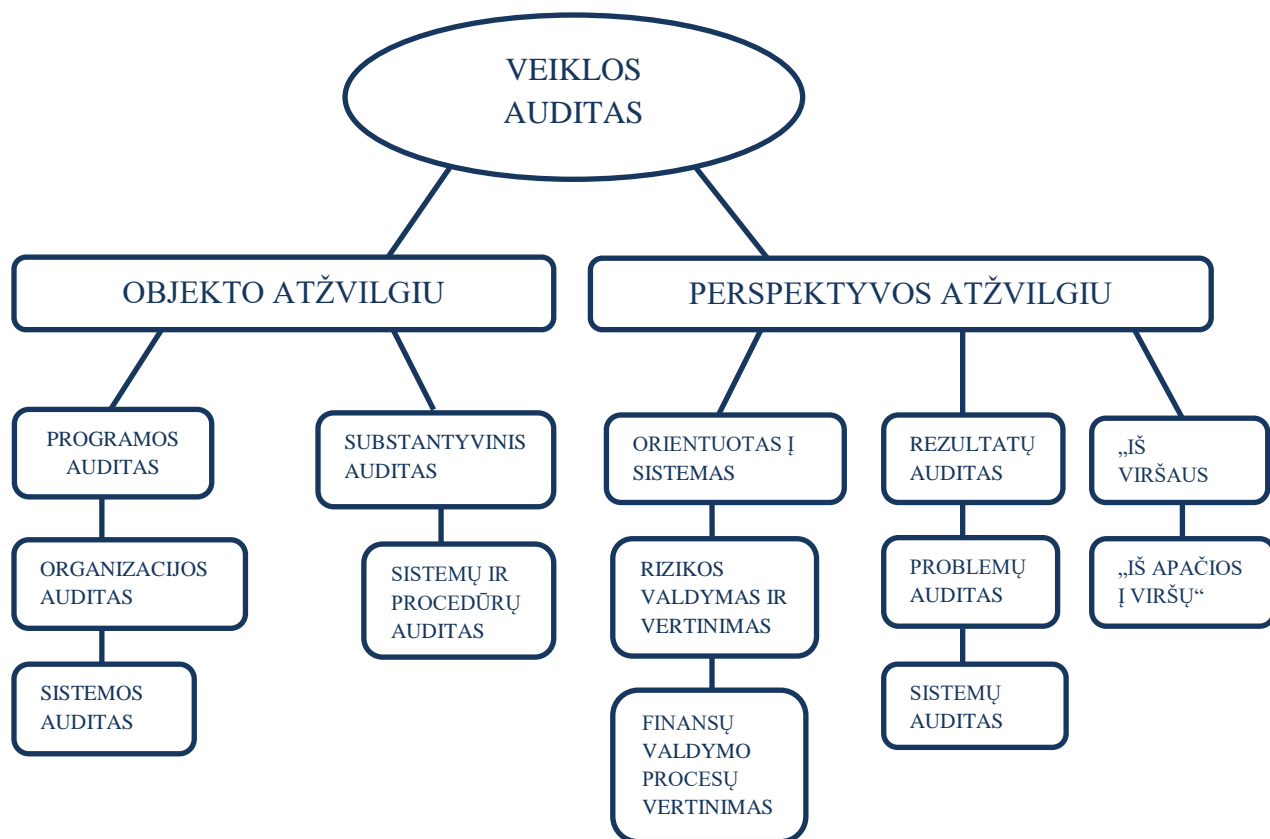 VEIKLOS
AUDITAS
OBJEKTO ATŽVILGIU
PERSPEKTYVOS ATŽVILGIU
PROGRAMOS
AUDITAS
SUBSTANTYVINIS
AUDITAS
ORIENTUOTAS Į
SISTEMAS
REZULTATŲ
AUDITAS
„IŠ
VIRŠAUS
ORGANIZACIJOS
AUDITAS
SISTEMŲ IR
PROCEDŪRŲ
AUDITAS
RIZIKOS
VALDYMAS IR
VERTINIMAS
PROBLEMŲ
AUDITAS
„IŠ APAČIOS
Į VIRŠŲ“
SISTEMOS
AUDITAS
FINANSŲ
VALDYMO
PROCESŲ
VERTINIMAS
SISTEMŲ
AUDITAS